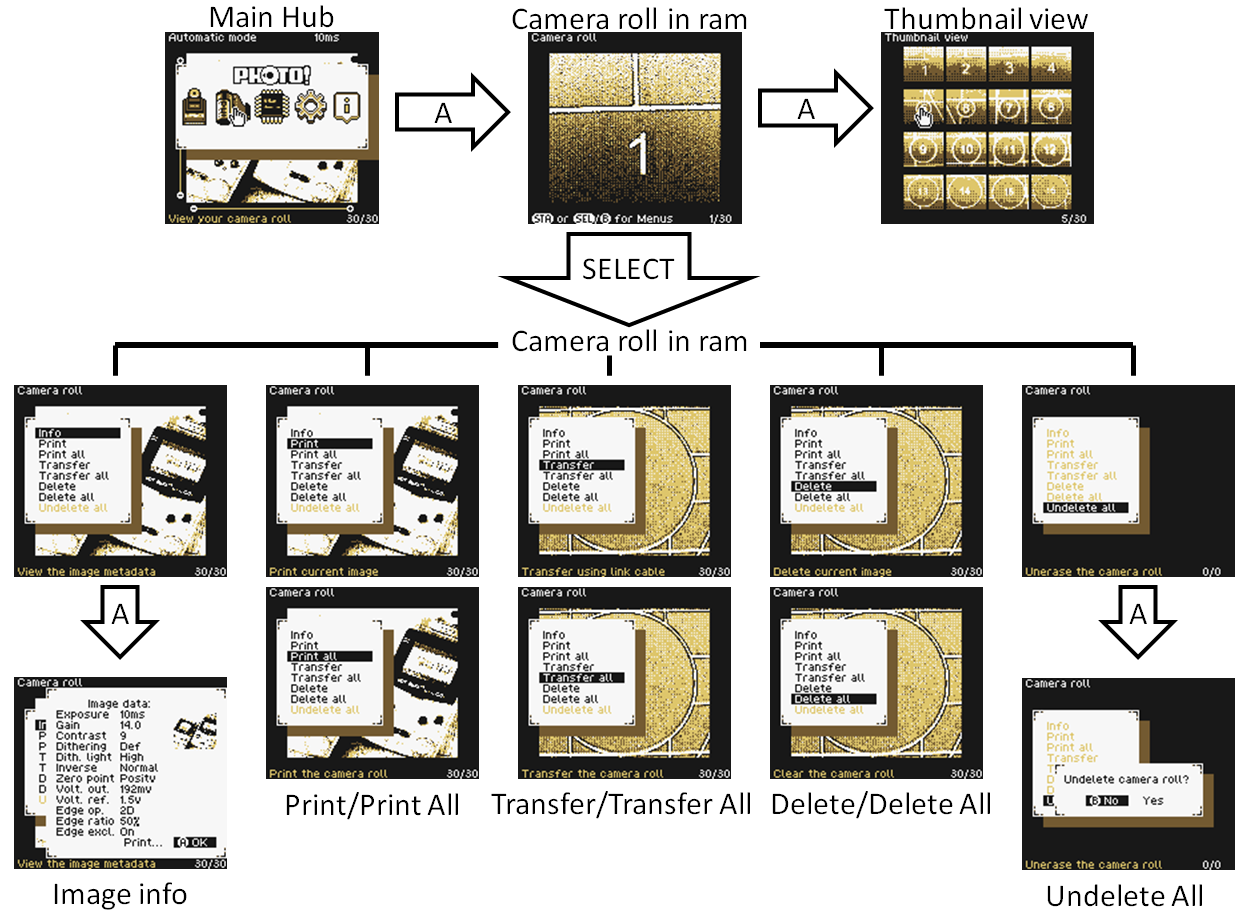 Main Hub
Automatic mode 10ms
PHOTO!
View your camera roll 30/30
A
Camera roll in ram
Camera roll
1
STA or SEL/B for Menus 1/30
A
Thumbnail view
Thumbnail view
1 2 3 4
6 7 8
9 10 11 12
13 14 15
5/30
SELECT
Camera roll in ram
Camera roll
Info
Print
Print all
Transfer
Transfer all
Delete
Delete all
Undelete all
View the image metadata 30/30
A
Camera roll
Image data:
Exposure 10ms
Gain 14.0
Contrast 9
Dithering Def
Dith. light High
Inverse Normal
Zero point Positv
Volt. out. 192mv
Volt. ref. 1.5v
Edge op. 2D
Edge ratio 50%
Edge excl. On
Print... A OK
View the image metadata 30/30
Image info
Camera roll
Info
Print
Print all
Transfer
Transfer all
Delete
Delete all
Undelete all
Print current image 30/30
Camera roll
Info
Print
Print all
Transfer
Transfer all
Delete
Delete all
Undelete all
Print the camera roll 30/30
Print/Print All
Camera roll
Info
Print
Print all
Transfer
Transfer all
Delete
Delete all
Undelete all
Transfer using link cable 30/30
Camera roll
Info
Print
Print all
Transfer
Transfer all
Delete
Delete all
Undelete all
Transfer the camera roll 30/30
Transfer/Transfer All
Camera roll
Info
Print
Print all
Transfer
Transfer all
Delete
Delete all
Undelete all
Delete current image 30/30
Camera roll
Info
Print
Print all
Transfer
Transfer all
Delete
Delete all
Undelete all
Clear the camera roll 30/30
Delete/Delete All
Camera roll
Info
Print
Print all
Transfer
Transfer all
Delete
Delete all
Undelete all
Unerase the camera roll 0/0
A
Camera roll
Info
Print
Print all
Transfer
Undelete camera roll?
B No Yes
Unerase the camera roll 0/0
Undelete All